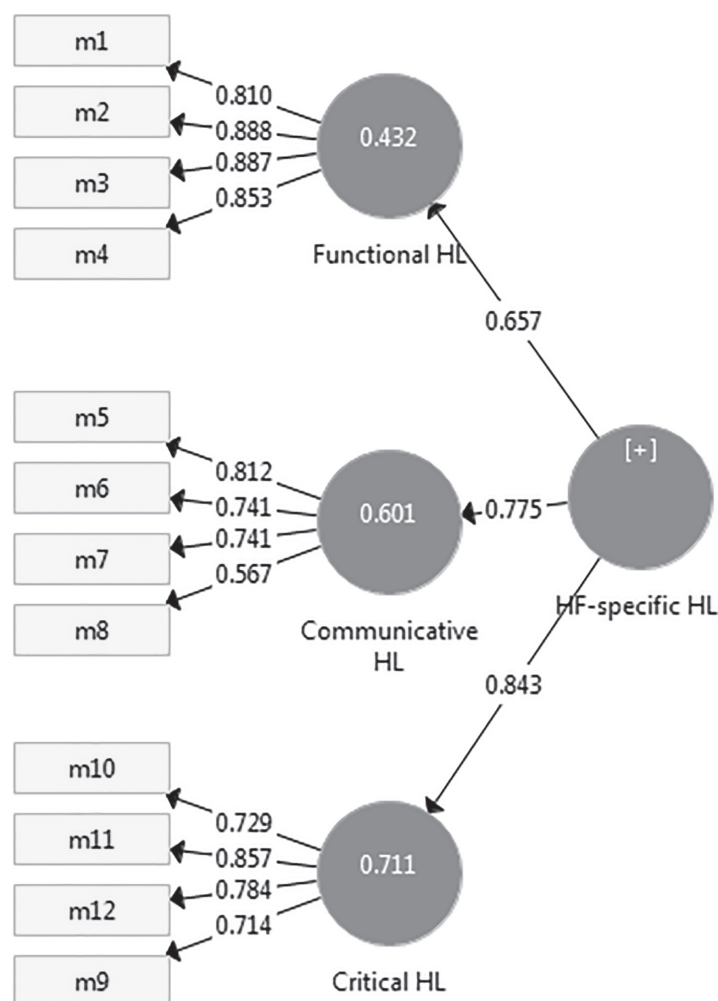 m1
0.810
m2
0.888
0.432
m3
0.887
0.853
m4
Functional HL
0.657
m5
0.812
[+]
m6
0.741
0.601
0.775
m7
0.741
0.567
m8
HF-specific HL
Communicative
HL
0.843
m10
0.729
m11
0.857
0.711
m12
0.784
0.714
m9
Critical HL